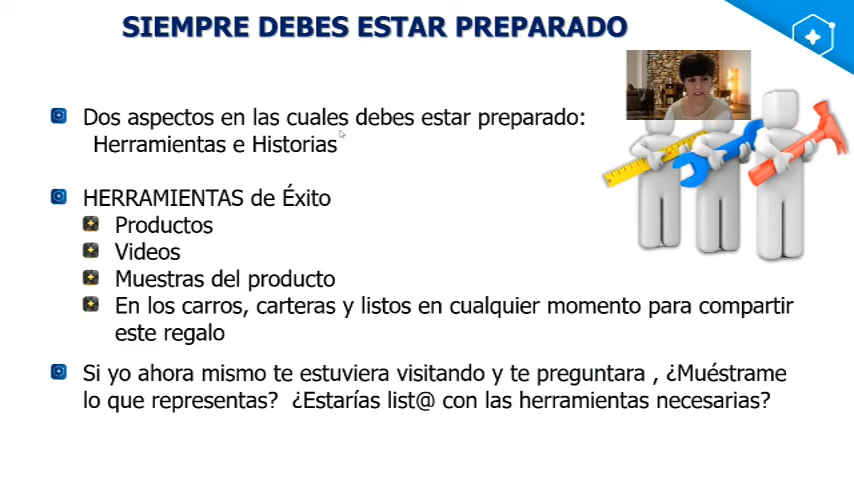 SIEMPRE DEBES ESTAR PREPARADO
Dos aspectos en las cuales debes estar preparado:
Herramientas e Historias
HERRAMIENTAS de Éxito
Productos
Videos
Muestras del producto
En los carros, carteras y listos en cualquier momento para compartir
este regalo
Si yo ahora mismo te estuviera visitando y te preguntara , ¿Muéstrame
lo que representas? ¿Estarías list@ con las herramientas necesarias?